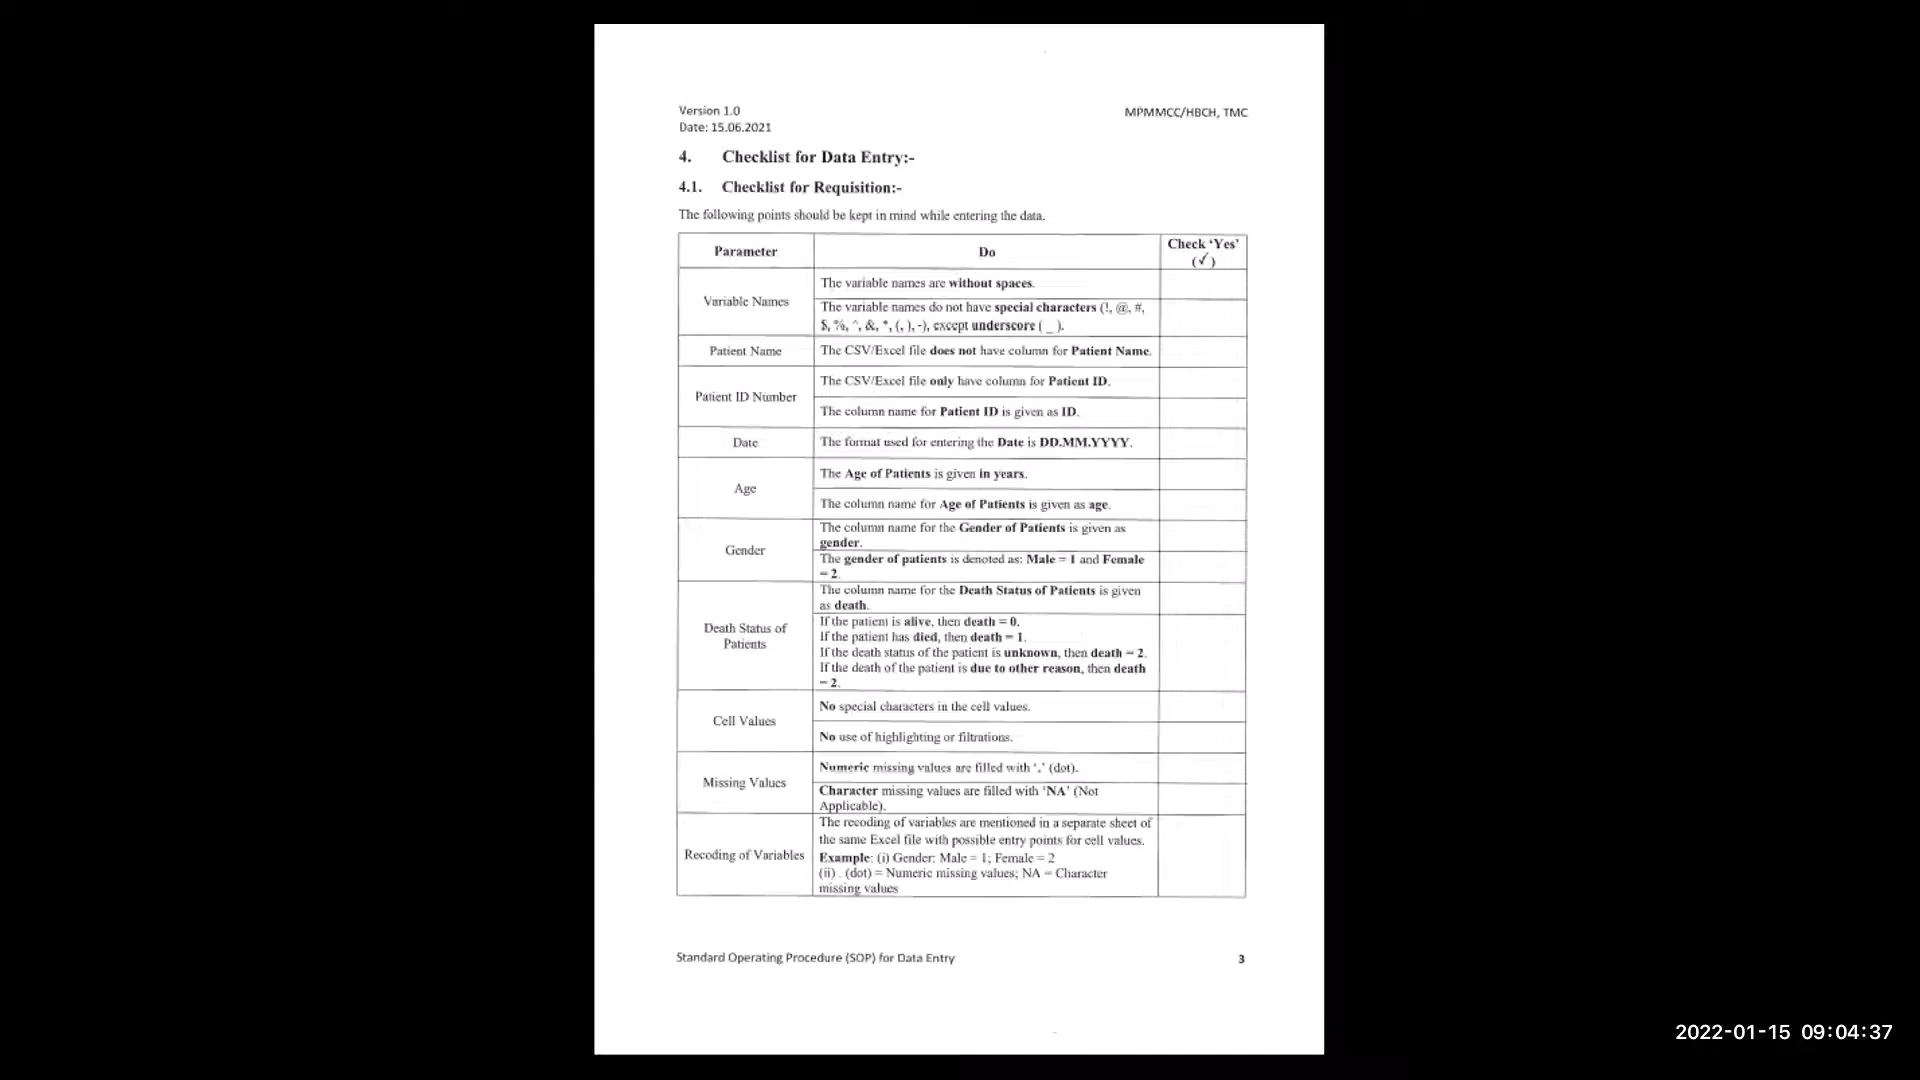 Version 1.0
MPMMCC/HBCH, TMC
Date: 15.06.2021
4. Checklist for Data Entry:-
4.1. Checklist for Requisition:-
The following points should be kept in mind while entering the data.
Parameter
Do
Check ‘Yes’
(✓)
Variable Names
The variable names are without spaces.
The variable names do not have special characters (!, @, #,
$, %, ^, &, *, (, ), -), except underscore ( _ ).
Patient Name
The CSV/Excel file does not have column for Patient Name.
Patient ID Number
The CSV/Excel file only have column for Patient ID.
The column name for Patient ID is given as ID.
Date
The format used for entering the Date is DD.MM.YYYY.
Age
The Age of Patients is given in years.
The column name for Age of Patients is given as age.
Gender
The column name for the Gender of Patients is given as
gender.
The gender of patients is denoted as: Male = 1 and Female
= 2.
Death Status of
Patients
The column name for the Death Status of Patients is given
as death.
If the patient is alive, then death = 0.
If the patient has died, then death = 1.
If the death status of the patient is unknown, then death = 2.
If the death of the patient is due to other reason, then death
= 2.
Cell Values
No special characters in the cell values.
No use of highlighting or filtrations.
Missing Values
Numeric missing values are filled with ‘.’ (dot).
Character missing values are filled with ‘NA’ (Not
Applicable).
Recoding of Variables
The recoding of variables are mentioned in a separate sheet of
the same Excel file with possible entry points for cell values.
Example: (i) Gender: Male = 1; Female = 2
(ii) . (dot) = Numeric missing values; NA = Character
missing values
Standard Operating Procedure (SOP) for Data Entry
3
2022-01-15 09:04:37